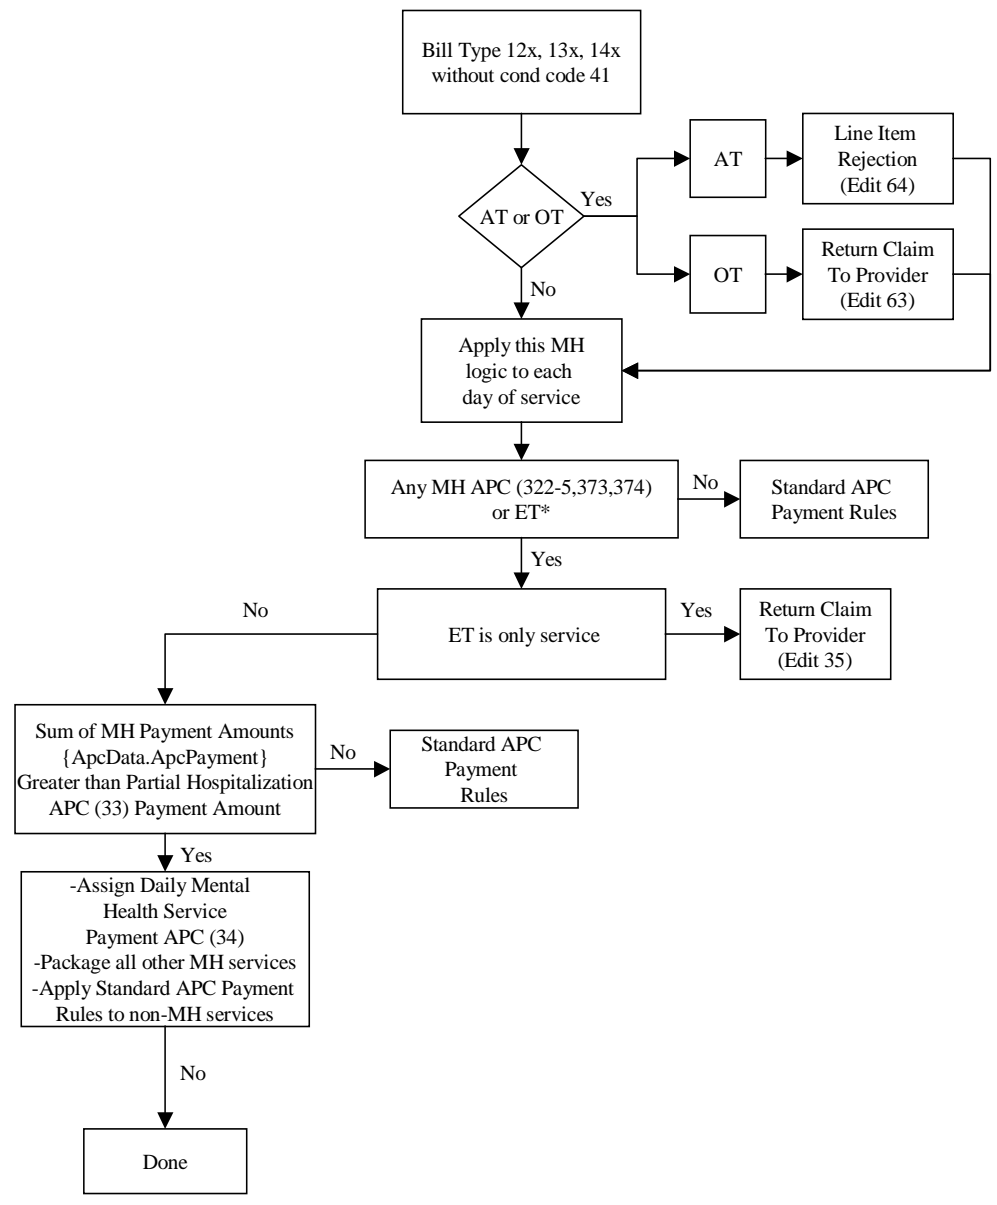 Bill Type 12x, 13x, 14x
without cond code 41
AT
Line Item
Rejection
(Edit 64)
AT or OT
Yes
OT
Return Claim
To Provider
(Edit 63)
No
Apply this MH
logic to each
day of service
Any MH APC (322-5,373,374)
or ET*
No
Standard APC
Payment Rules
Yes
ET is only service
No
Yes
Return Claim
To Provider
(Edit 35)
Sum of MH Payment Amounts
{ApcData.ApcPayment}
Greater than Partial Hospitalization
APC (33) Payment Amount
No
Standard APC
Payment
Rules
Yes
-Assign Daily Mental
Health Service
Payment APC (34)
-Package all other MH services
-Apply Standard APC Payment
Rules to non-MH services
No
Done